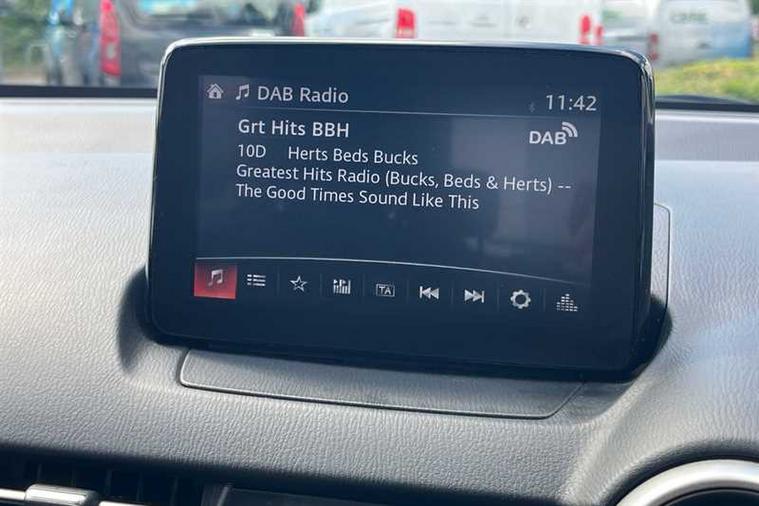 DAB Radio
11:42
Grt Hits BBH
DAB
10D Herts Beds Bucks
Greatest Hits Radio (Bucks, Beds & Herts) --
The Good Times Sound Like This
TA